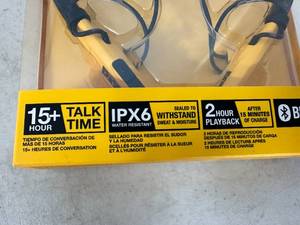 15+
HOUR
TALK
TIME
TIEMPO DE CONVERSACIÓN DE
MÁS DE 15 HORAS
15+ HEURES DE CONVERSATION
IPX6
WATER RESISTANT
SEALED TO
WITHSTAND
SWEAT & MOISTURE
SELLADO PARA RESISTIR EL SUDOR
Y LA HUMEDAD
SCELLÉS POUR RÉSISTER À LA SUEUR
ET À L'HUMIDITÉ
2 HOUR
PLAYBACK
AFTER
15 MINUTES
OF CHARGE
2 HORAS DE REPRODUCCIÓN
DESPUÉS DE 15 MINUTOS DE CARGA
2 HEURES DE LECTURE APRÈS
15 MINUTES DE CHARGE